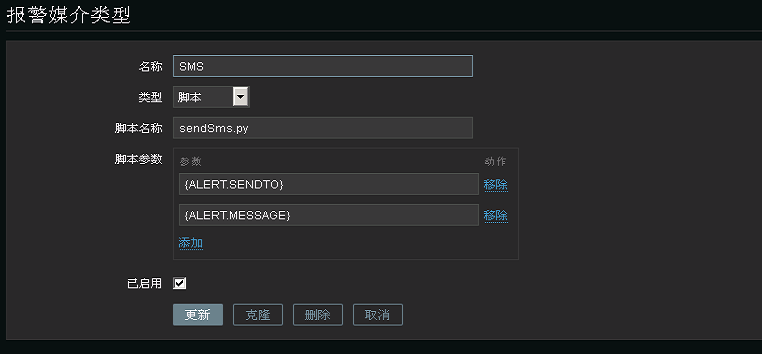 报警媒介类型
名称 SMS
类型 脚本
脚本名称 sendSms.py
脚本参数 参数 动作
{ALERT.SENDTO} 移除
{ALERT.MESSAGE} 移除
添加
已启用
更新 克隆 删除 取消